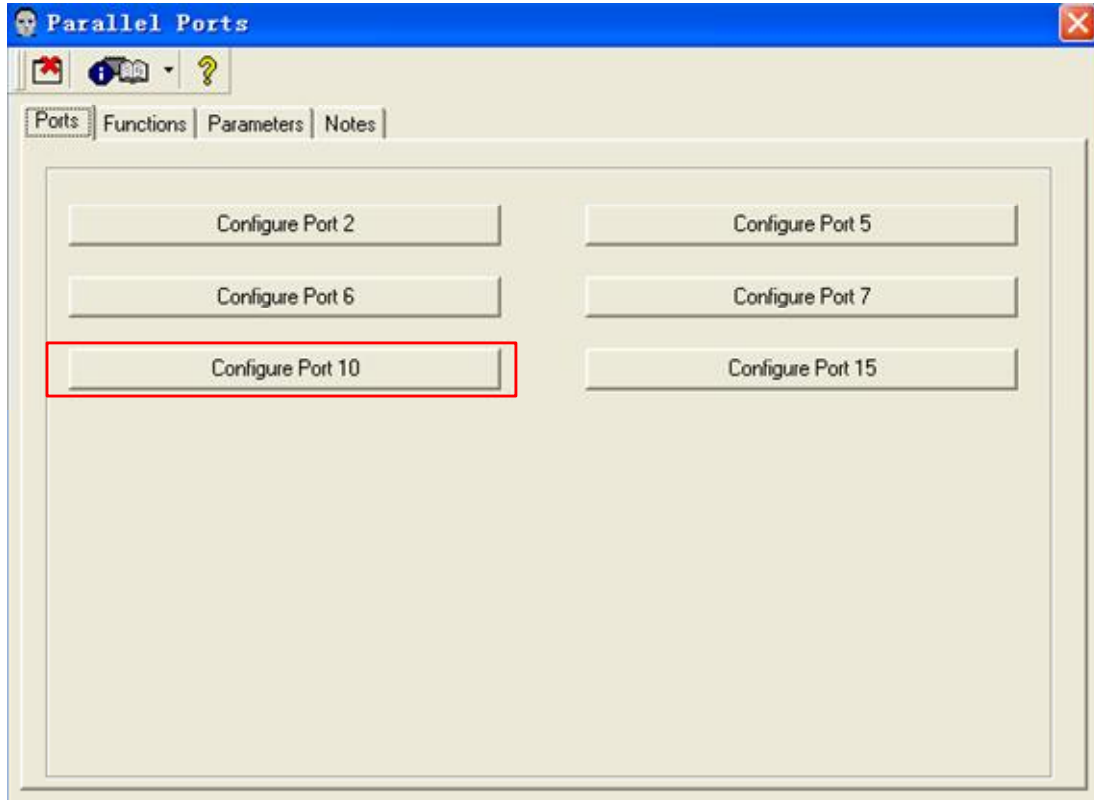 Parallel Ports
Ports Functions Parameters Notes
Configure Port 2 Configure Port 5
Configure Port 6 Configure Port 7
Configure Port 10 Configure Port 15